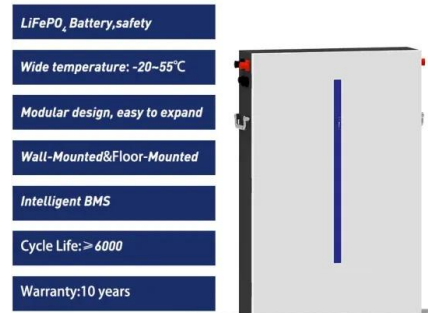 LiFePO₄ Battery,safety
Wide temperature: -20~55℃
Modular design, easy to expand
Wall-Mounted&Floor-Mounted
Intelligent BMS
Cycle Life:≥6000
Warranty:10 years